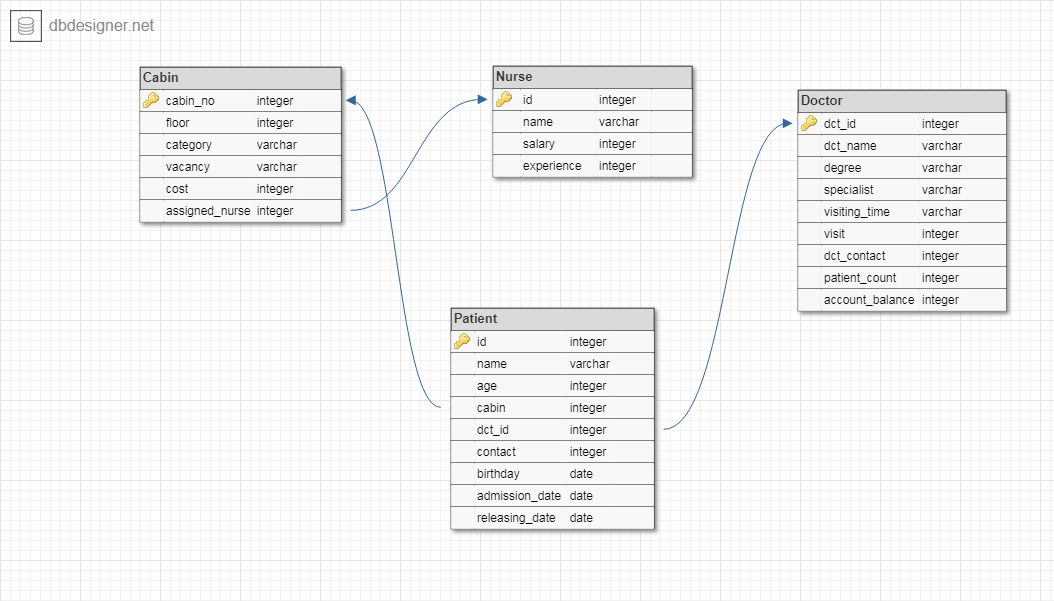 dbdesigner.net
Cabin
cabin_no integer
floor integer
category varchar
vacancy varchar
cost integer
assigned_nurse integer
Nurse
id integer
name varchar
salary integer
experience integer
Doctor
dct_id integer
dct_name varchar
degree varchar
specialist varchar
visiting_time varchar
visit integer
dct_contact integer
patient_count integer
account_balance integer
Patient
id integer
name varchar
age integer
cabin integer
dct_id integer
contact integer
birthday date
admission_date date
releasing_date date